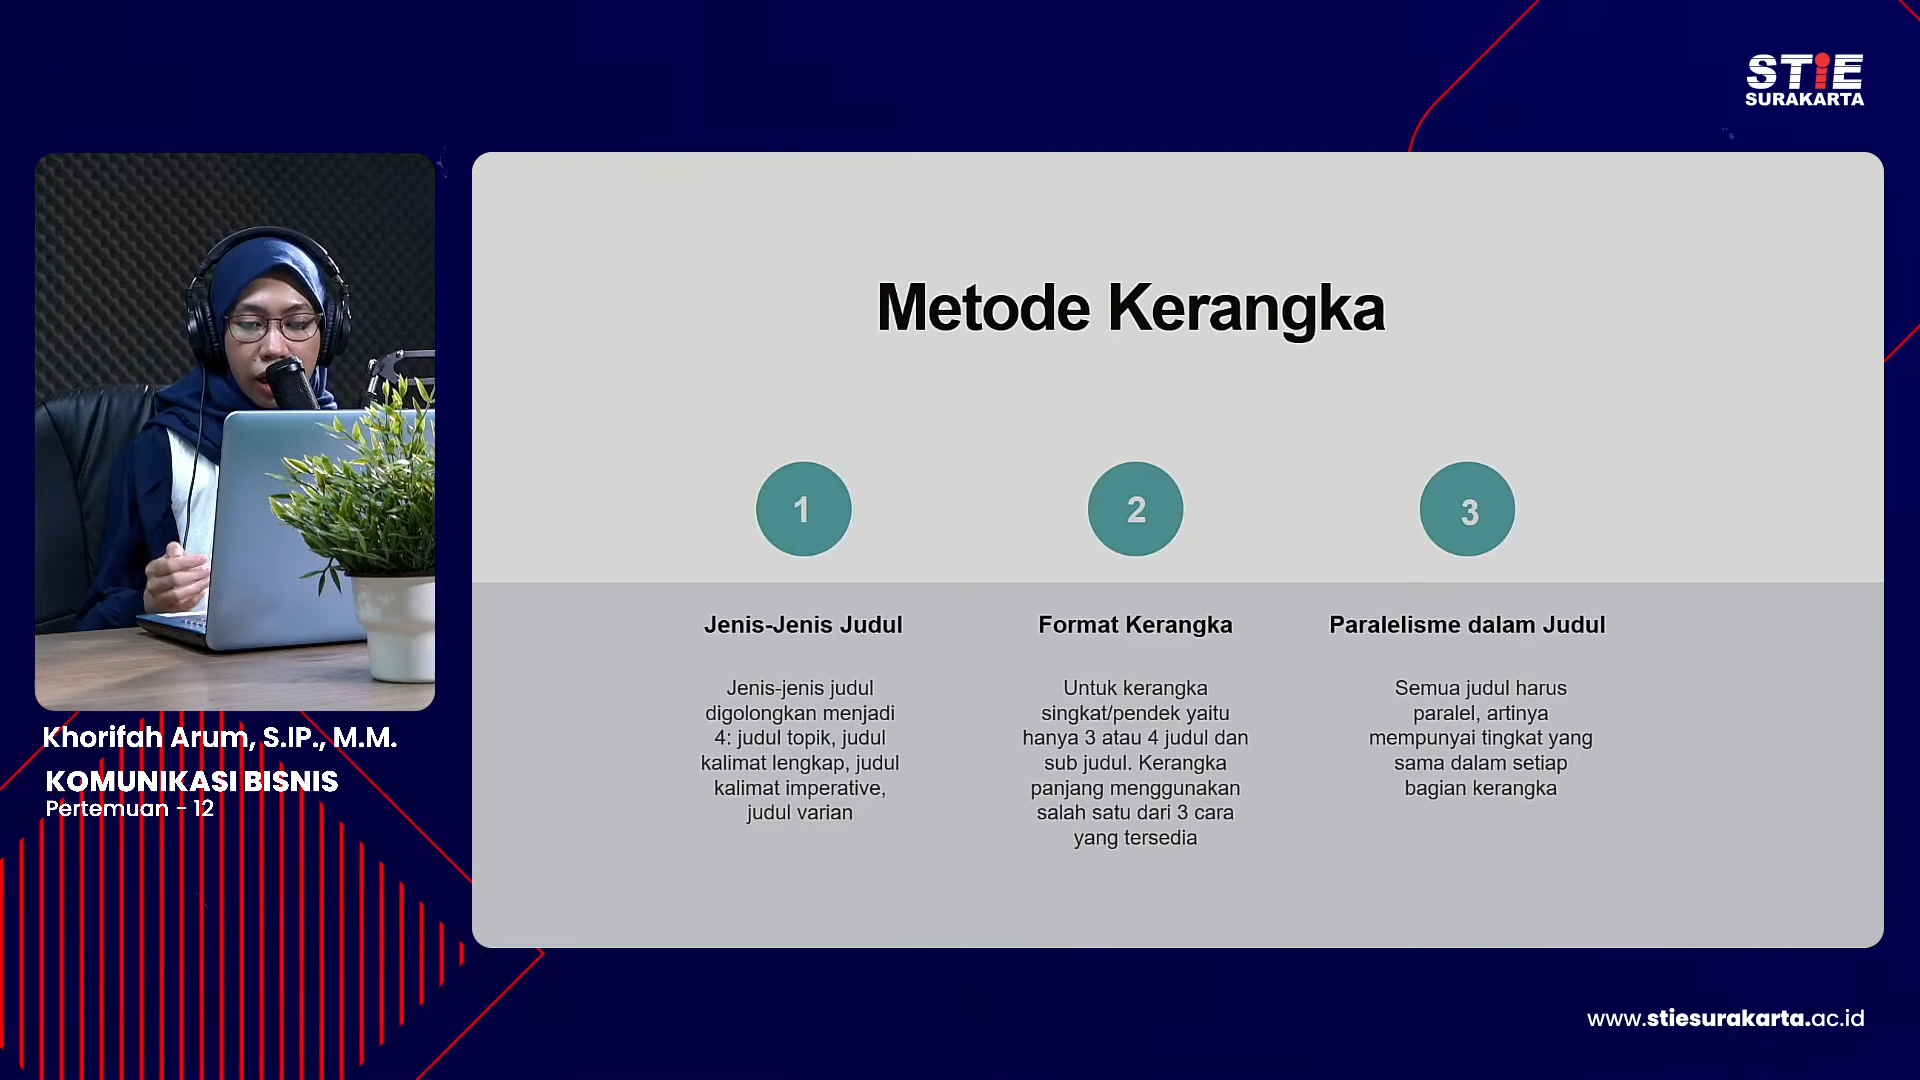 STiE
SURAKARTA
Metode Kerangka
1
2
3
Jenis-Jenis Judul
Jenis-jenis judul
digolongkan menjadi
4: judul topik, judul
kalimat lengkap, judul
kalimat imperative,
judul varian
Format Kerangka
Untuk kerangka
singkat/pendek yaitu
hanya 3 atau 4 judul dan
sub judul. Kerangka
panjang menggunakan
salah satu dari 3 cara
yang tersedia
Paralelisme dalam Judul
Semua judul harus
paralel, artinya
mempunyai tingkat yang
sama dalam setiap
bagian kerangka
Khorifah Arum, S.IP., M.M.
KOMUNIKASI BISNIS
Pertemuan - 12
www.stiesurakarta.ac.id